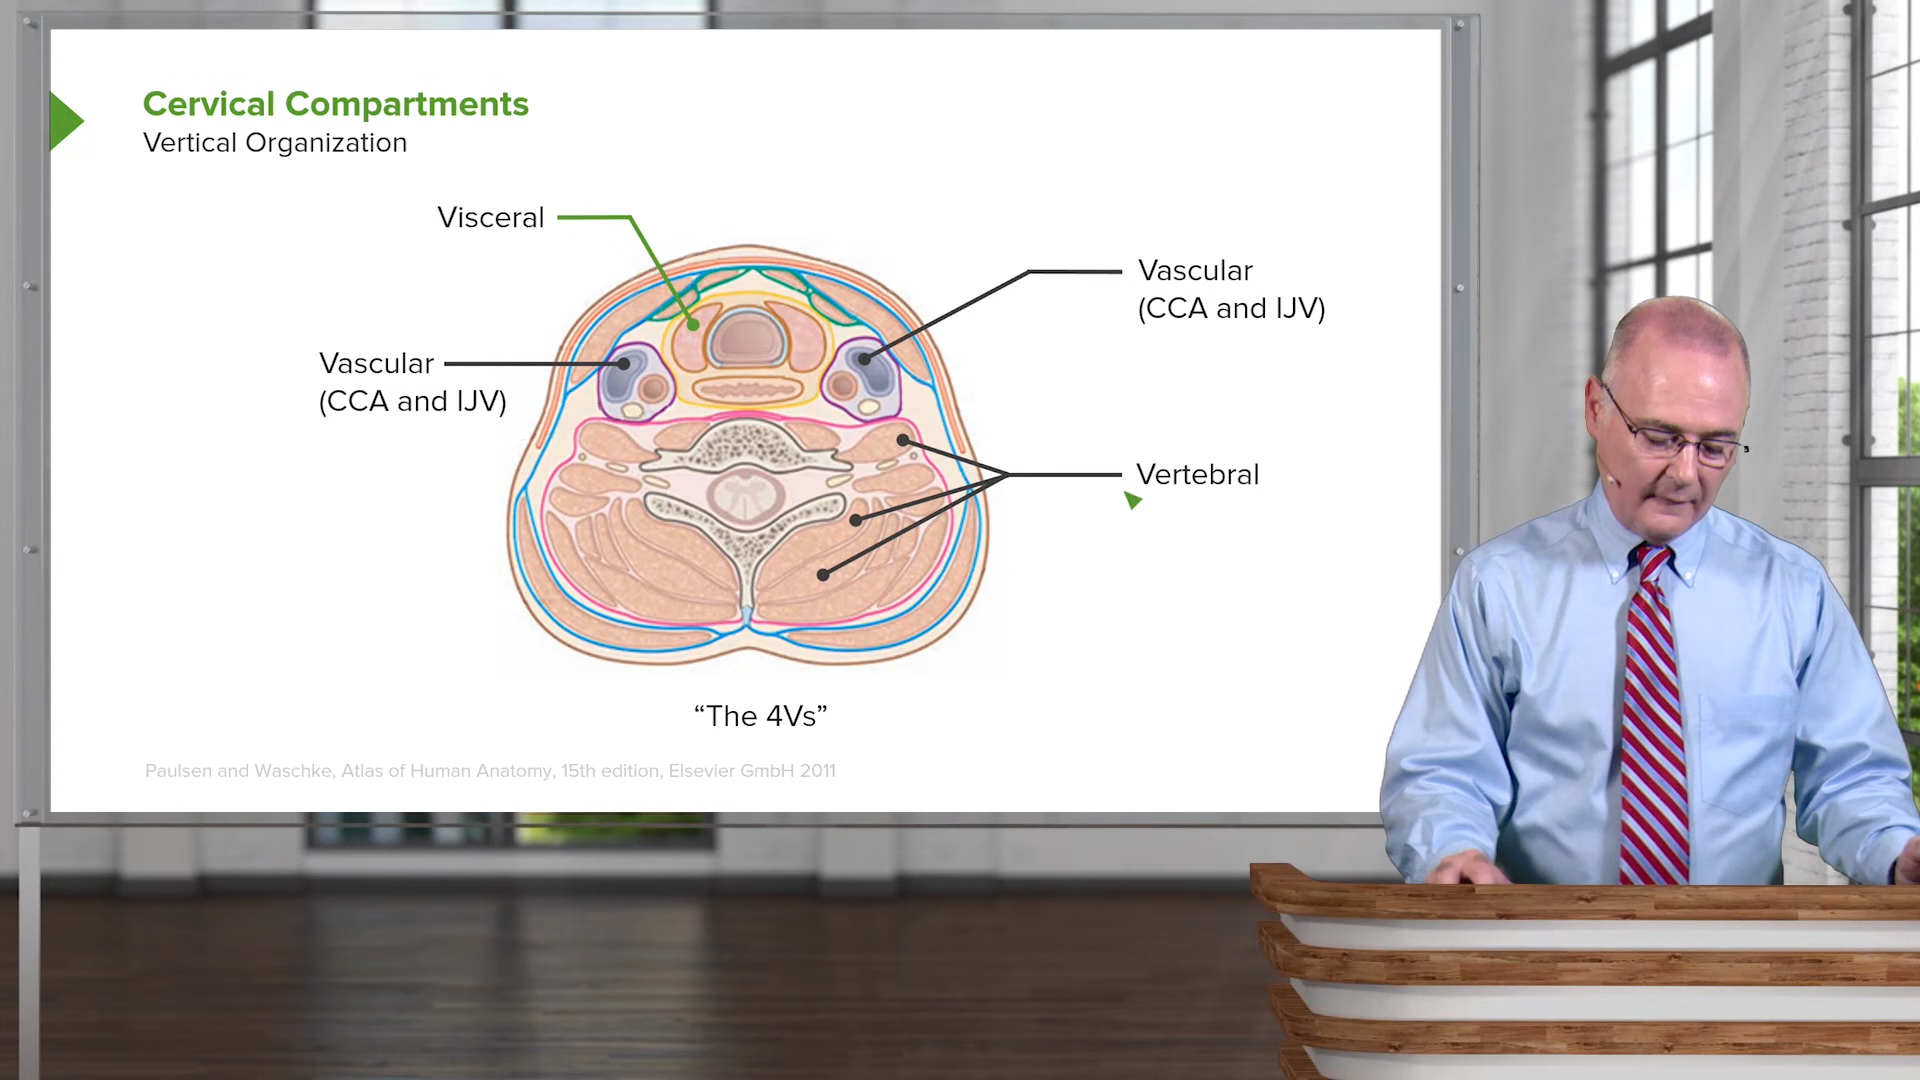 Cervical Compartments
Vertical Organization
Visceral
Vascular
(CCA and IJV)
Vascular
(CCA and IJV)
Vertebral
“The 4Vs”
Paulsen and Waschke, Atlas of Human Anatomy, 15th edition, Elsevier GmbH 2011